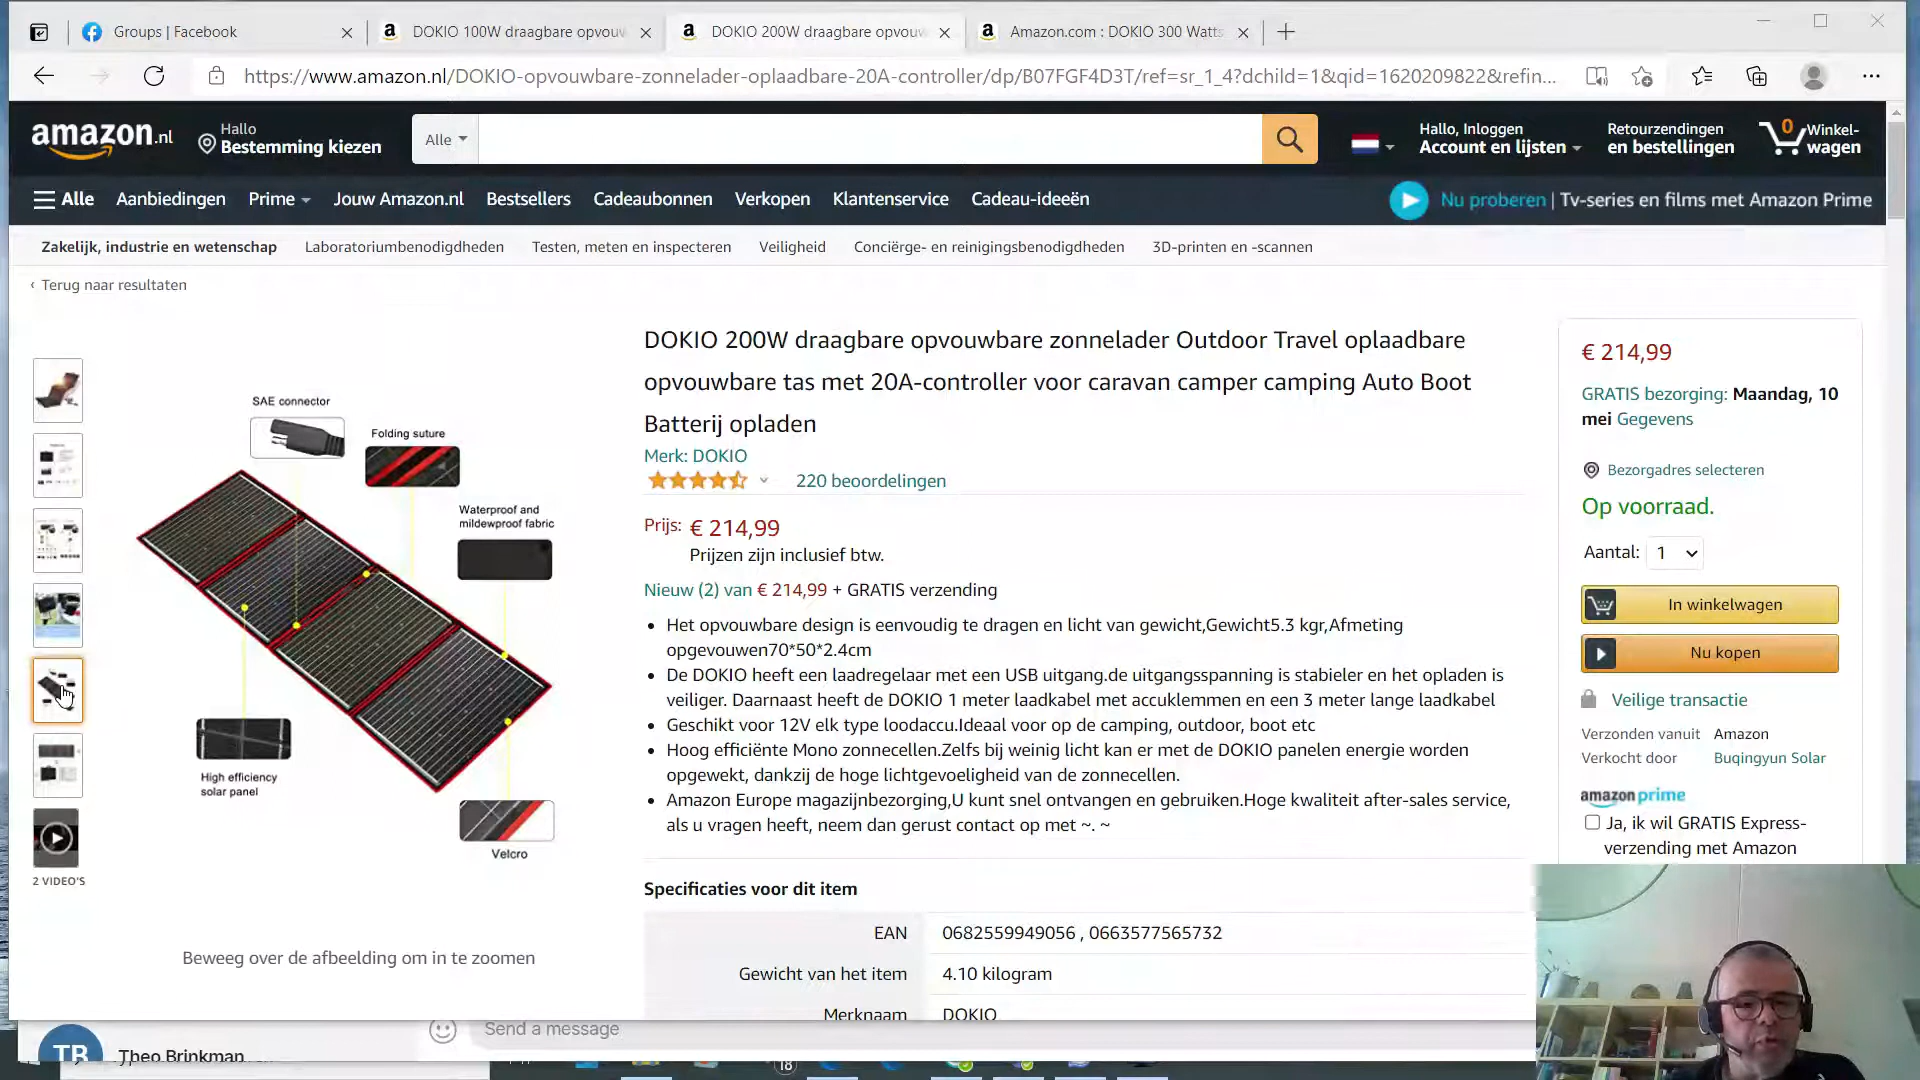 Groups | Facebook
DOKIO 100W draagbare opvouw
DOKIO 200W draagbare opvouw
Amazon.com : DOKIO 300 Watts
https://www.amazon.nl/DOKIO-opvouwbare-zonnelader-oplaadbare-20A-controller/dp/B07FGF4D3T/ref=sr_1_4?dchild=1&qid=1620209822&refin...
amazon.nl
Hallo
Bestemming kiezen
Alle
Hallo, Inloggen
Account en lijsten
Retourzendingen
en bestellingen
0
Winkel-
wagen
Alle
Aanbiedingen
Prime
Jouw Amazon.nl
Bestsellers
Cadeaubonnen
Verkopen
Klantenservice
Cadeau-ideeën
Nu proberen | Tv-series en films met Amazon Prime
Zakelijk, industrie en wetenschap
Laboratoriumbenodigdheden
Testen, meten en inspecteren
Veiligheid
Conciërge- en reinigingsbenodigdheden
3D-printen en -scannen
‹ Terug naar resultaten
SAE connector
Folding suture
Waterproof and
mildewproof fabric
High efficiency
solar panel
Velcro
2 VIDEO'S
Beweeg over de afbeelding om in te zoomen
DOKIO 200W draagbare opvouwbare zonnelader Outdoor Travel oplaadbare
opvouwbare tas met 20A-controller voor caravan camper camping Auto Boot
Batterij opladen
Merk: DOKIO
220 beoordelingen
Prijs: € 214,99
Prijzen zijn inclusief btw.
Nieuw (2) van € 214,99 + GRATIS verzending
• Het opvouwbare design is eenvoudig te dragen en licht van gewicht,Gewicht5.3 kgr,Afmeting
opgevouwen70*50*2.4cm
• De DOKIO heeft een laadregelaar met een USB uitgang.de uitgangsspanning is stabieler en het opladen is
veiliger. Daarnaast heeft de DOKIO 1 meter laadkabel met accuklemmen en een 3 meter lange laadkabel
• Geschikt voor 12V elk type loodaccu.Ideaal voor op de camping, outdoor, boot etc
• Hoog efficiënte Mono zonnecellen.Zelfs bij weinig licht kan er met de DOKIO panelen energie worden
opgewekt, dankzij de hoge lichtgevoeligheid van de zonnecellen.
• Amazon Europe magazijnbezorging,U kunt snel ontvangen en gebruiken.Hoge kwaliteit after-sales service,
als u vragen heeft, neem dan gerust contact op met ~. ~
Specificaties voor dit item
EAN 0682559949056 , 0663577565732
Gewicht van het item 4.10 kilogram
Merknaam DOKIO
€ 214,99
GRATIS bezorging: Maandag, 10
mei Gegevens
Bezorgadres selecteren
Op voorraad.
Aantal: 1
In winkelwagen
Nu kopen
Veilige transactie
Verzonden vanuit Amazon
Verkocht door Buqingyun Solar
amazon prime
Ja, ik wil GRATIS Express-
verzending met Amazon
Send a message
TB
Theo Brinkman
18